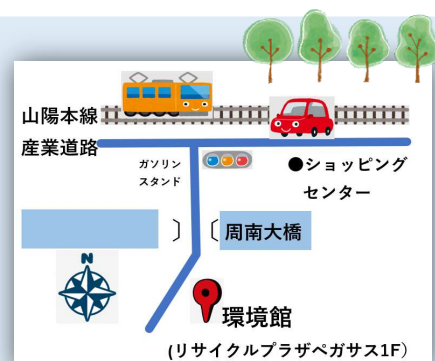 山陽本線
産業道路
ガソリン
スタンド
●ショッピング
センター
周南大橋
N
環境館
(リサイクルプラザペガサス1F)